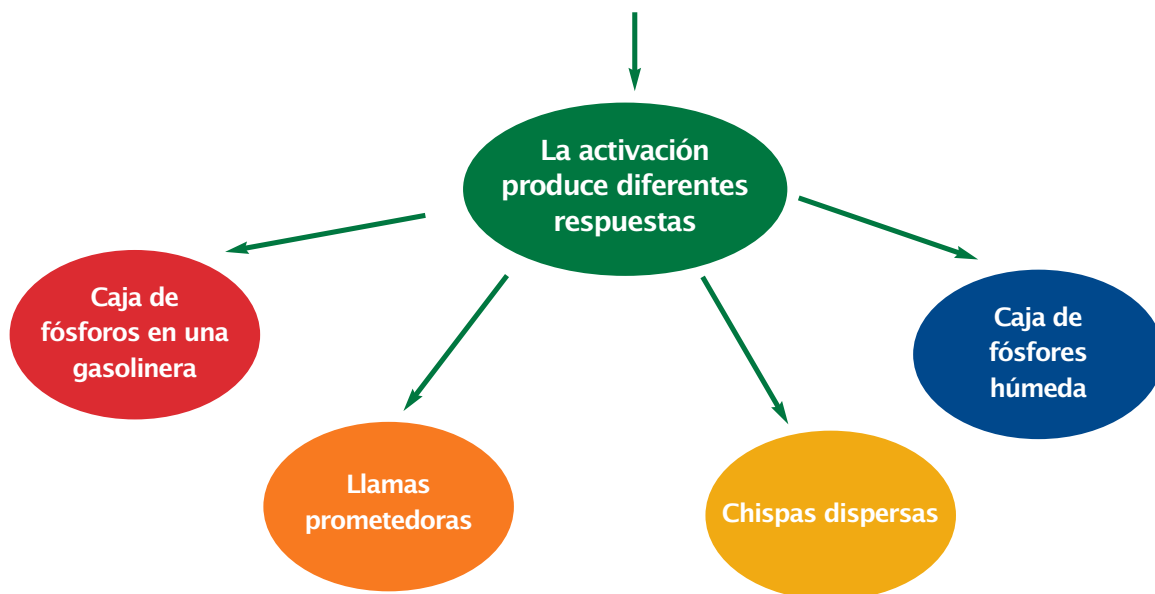 La activación
produce diferentes
respuestas
Caja de
fósforos en una
gasolinera
Caja de
fósfores
húmeda
Llamas
prometedoras
Chispas dispersas